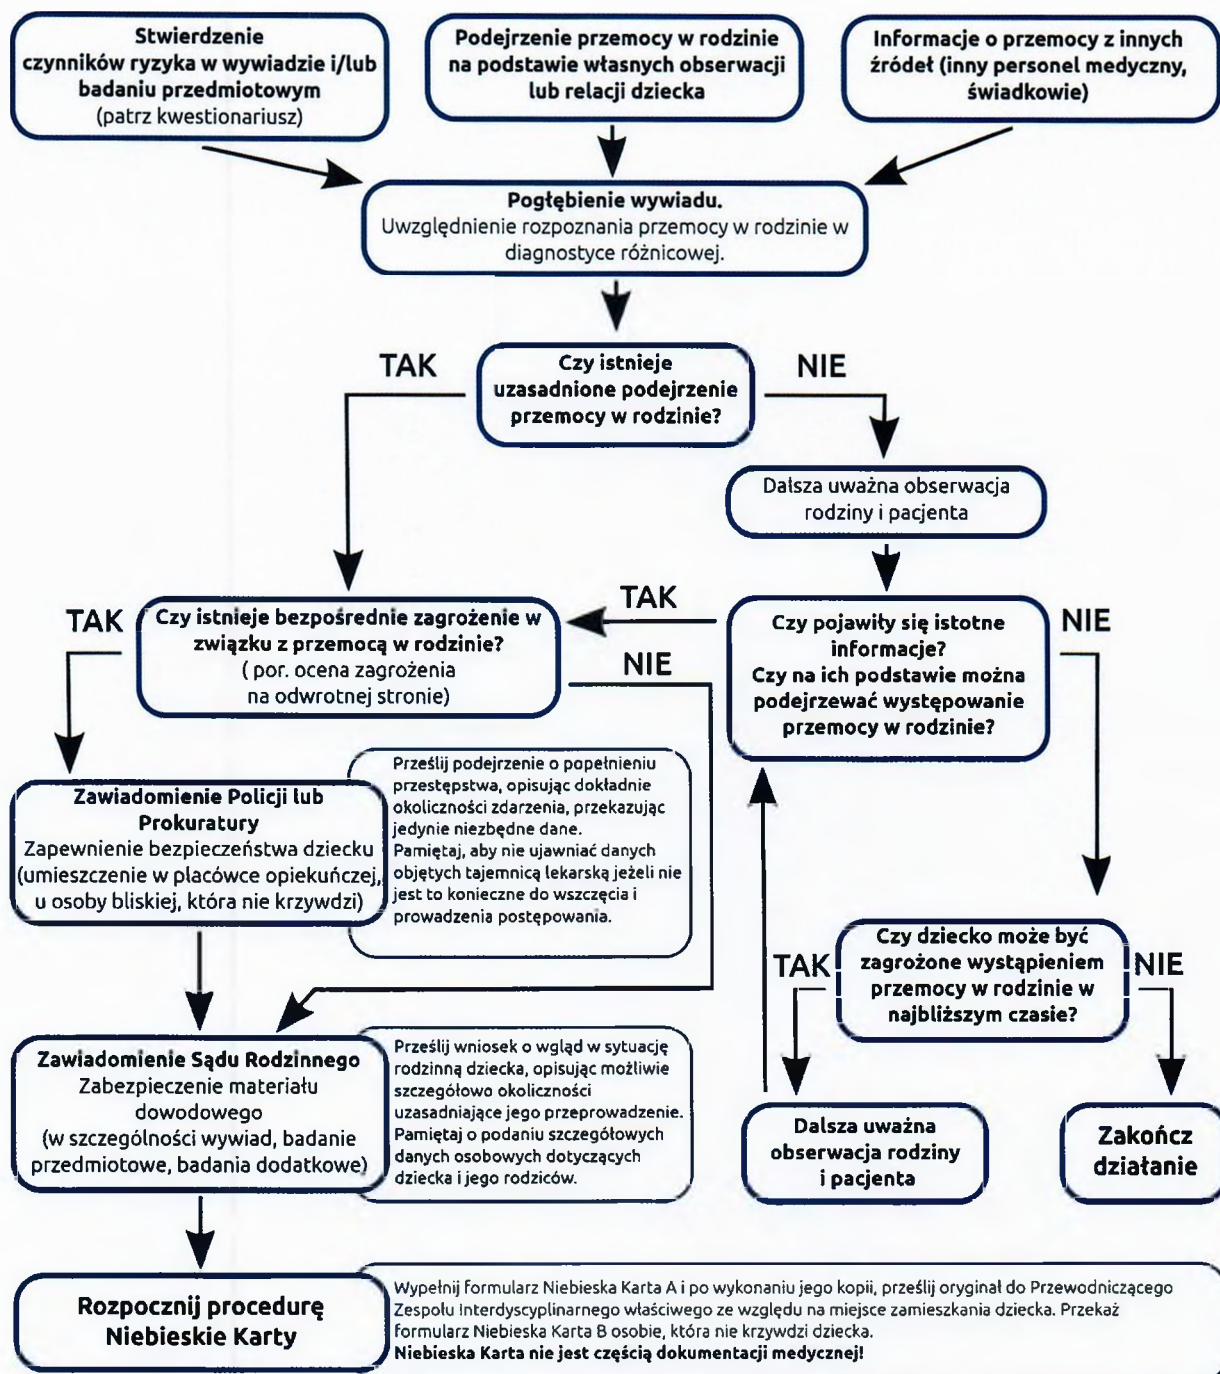 Stwierdzenie
czynników ryzyka w wywiadzie i/lub
badaniu przedmiotowym
(patrz kwestionariusz)
Podejrzenie przemocy w rodzinie
na podstawie własnych obserwacji
lub relacji dziecka
Informacje o przemocy z innych
źródeł (inny personel medyczny,
świadkowie)
Pogłębienie wywiadu.
Uwzględnienie rozpoznania przemocy w rodzinie w
diagnostyce różnicowej.
TAK
Czy istnieje
uzasadnione podejrzenie
przemocy w rodzinie?
NIE
Dalsza uważna obserwacja
rodziny i pacjenta
TAK
Czy istnieje bezpośrednie zagrożenie w
związku z przemocą w rodzinie?
( por. ocena zagrożenia
na odwrotnej stronie)
NIE
TAK
Czy pojawiły się istotne
informacje?
Czy na ich podstawie można
podejrzewać występowanie
przemocy w rodzinie?
NIE
Zawiadomienie Policji lub
Prokuratury
Zapewnienie bezpieczeństwa dziecku
(umieszczenie w placówce opiekuńczej,
u osoby bliskiej, która nie krzywdzi)
Prześlij podejrzenie o popełnieniu
przestępstwa, opisując dokładnie
okoliczności zdarzenia, przekazując
jedynie niezbędne dane.
Pamiętaj, aby nie ujawniać danych
objętych tajemnicą lekarską jeżeli nie
jest to konieczne do wszczęcia i
prowadzenia postępowania.
TAK
Czy dziecko może być
zagrożone wystąpieniem
przemocy w rodzinie w
najbliższym czasie?
NIE
Zawiadomienie Sądu Rodzinnego
Zabezpieczenie materiału
dowodowego
(w szczególności wywiad, badanie
przedmiotowe, badania dodatkowe)
Prześlij wniosek o wgląd w sytuację
rodzinną dziecka, opisując możliwie
szczegółowo okoliczności
uzasadniające jego przeprowadzenie.
Pamiętaj o podaniu szczegółowych
danych osobowych dotyczących
dziecka i jego rodziców.
Dalsza uważna
obserwacja rodziny
i pacjenta
Zakończ
działanie
Rozpocznij procedurę
Niebieskie Karty
Wypełnij formularz Niebieska Karta A i po wykonaniu jego kopii, prześlij oryginał do Przewodniczącego
Zespołu Interdyscyplinarnego właściwego ze względu na miejsce zamieszkania dziecka. Przekaż
formularz Niebieska Karta B osobie, która nie krzywdzi dziecka.
Niebieska Karta nie jest częścią dokumentacji medycznej!